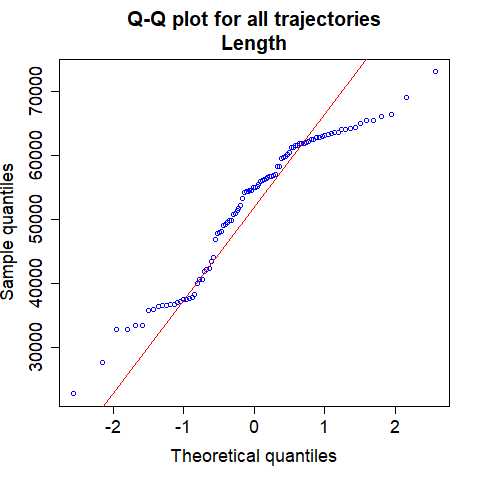 Q-Q plot for all trajectories
Length
Sample quantiles
70000
60000
50000
40000
30000
-2
-1
0
1
2
Theoretical quantiles